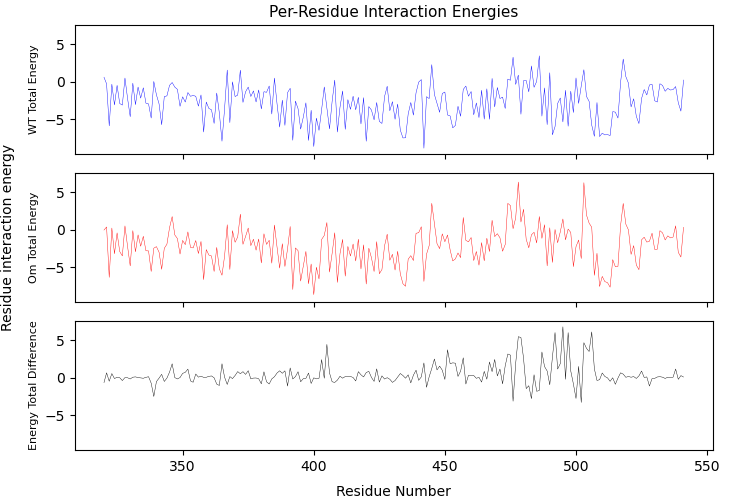 Per-Residue Interaction Energies
Residue interaction energy
WT Total Energy
5
0
−5
Om Total Energy
5
0
−5
Energy Total Difference
5
0
−5
350
400
450
500
550
Residue Number